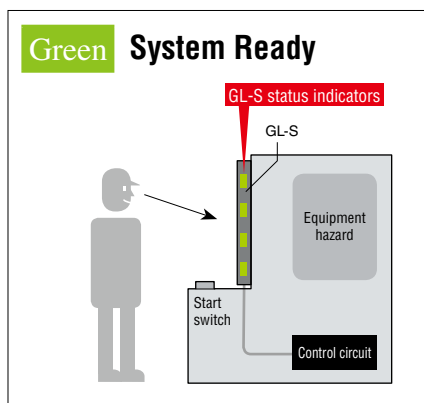 Green System Ready
GL-S status indicators
GL-S
Equipment
hazard
Start
switch
Control circuit